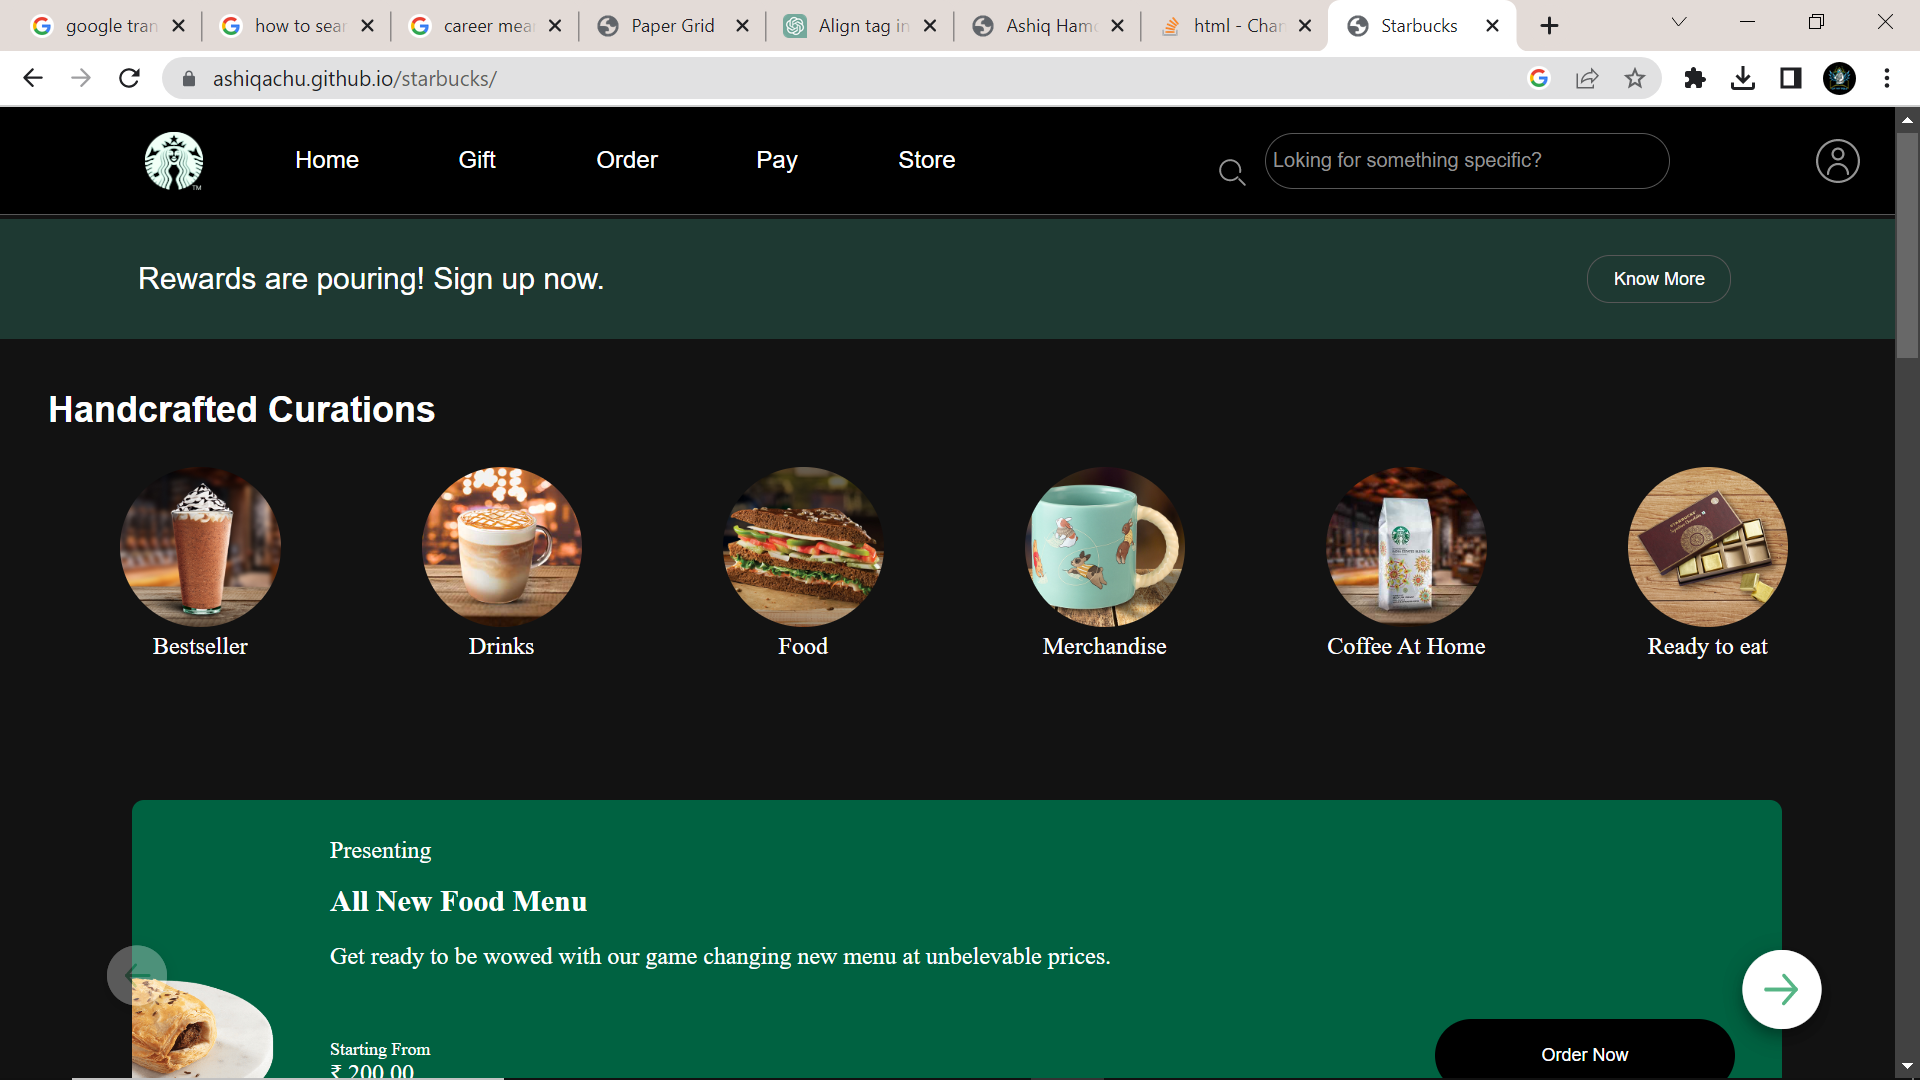 google tran
how to sear
career mea
Paper Grid
Align tag in
Ashiq Ham
html - Chan
Starbucks
ashiqachu.github.io/starbucks/
Home Gift Order Pay Store
Loking for something specific?
TM
Rewards are pouring! Sign up now.
Know More
Handcrafted Curations
Bestseller
Drinks
Food
Merchandise
Coffee At Home
Ready to eat
Presenting
All New Food Menu
Get ready to be wowed with our game changing new menu at unbelevable prices.
Starting From
₹ 200.00
Order Now